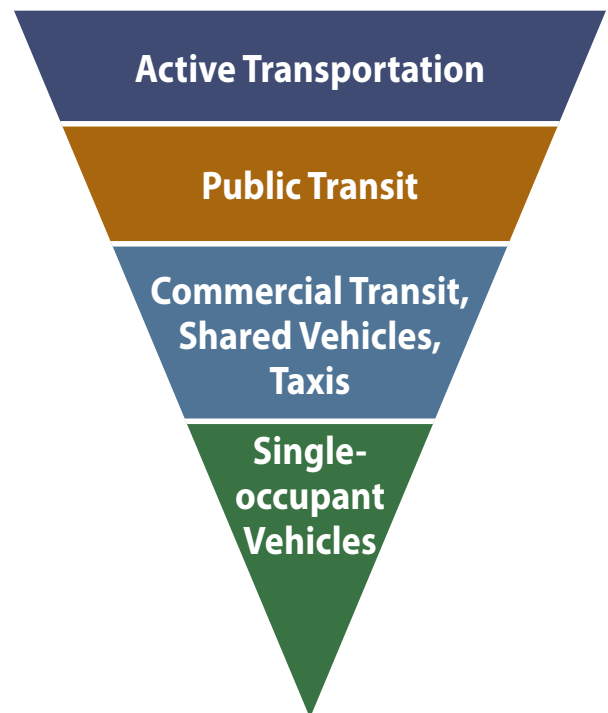 Active Transportation
Public Transit
Commercial Transit,
Shared Vehicles,
Taxis
Single-
occupant
Vehicles